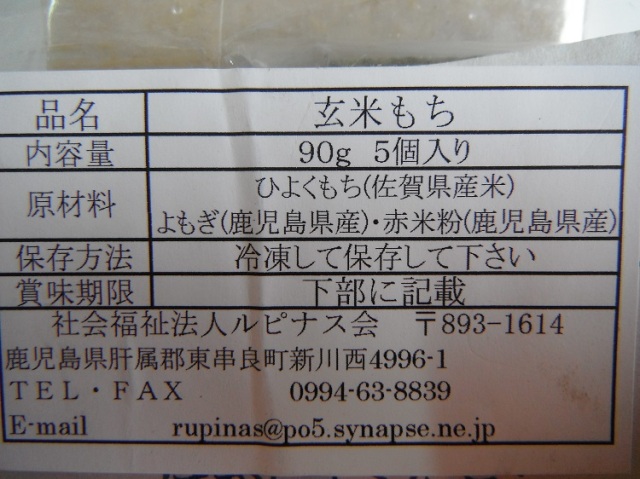 品名 玄米もち
内容量 90g 5個入り
原材料 ひよくもち(佐賀県産米)
よもぎ(鹿児島県産)・赤米粉(鹿児島県産)
保存方法 冷凍して保存して下さい
賞味期限 下部に記載
社会福祉法人ルピナス会 〒893-1614
鹿児島県肝属郡東串良町新川西4996-1
TEL・FAX 0994-63-8839
E-mail rupinas@po5.synapse.ne.jp